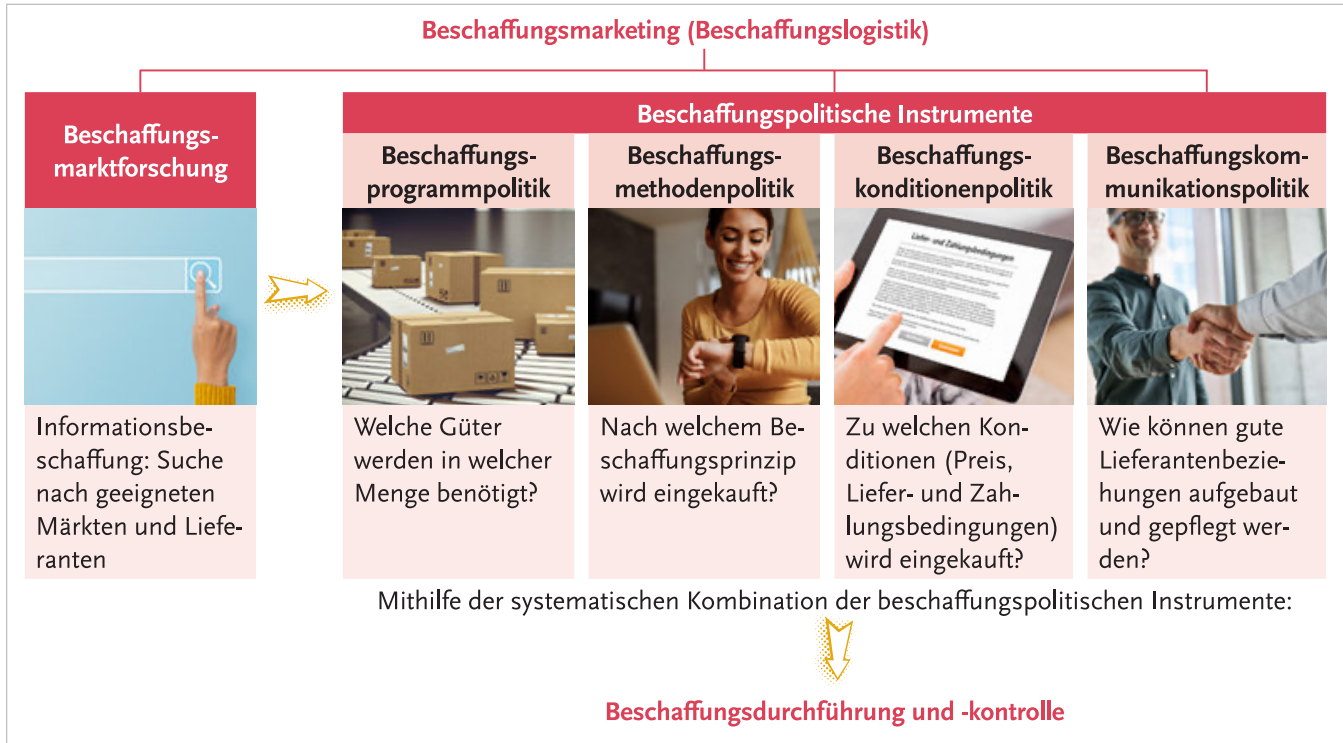 Beschaffungsmarketing (Beschaffungslogistik)
Beschaffungs-
marktforschung
Informationsbe-
schaffung: Suche
nach geeigneten
Märkten und Liefe-
ranten
Beschaffungspolitische Instrumente
Beschaffungs-
programmpolitik
Welche Güter
werden in welcher
Menge benötigt?
Beschaffungs-
methodenpolitik
Nach welchem Be-
schaffungsprinzip
wird eingekauft?
Beschaffungs-
konditionenpolitik
Liefer- und Zahlungsbedingungen
Zu welchen Kon-
ditionen (Preis,
Liefer- und Zah-
lungsbedingungen)
wird eingekauft?
Beschaffungskom-
munikationspolitik
Wie können gute
Lieferantenbezie-
hungen aufgebaut
und gepflegt wer-
den?
Mithilfe der systematischen Kombination der beschaffungspolitischen Instrumente:
Beschaffungsdurchführung und -kontrolle